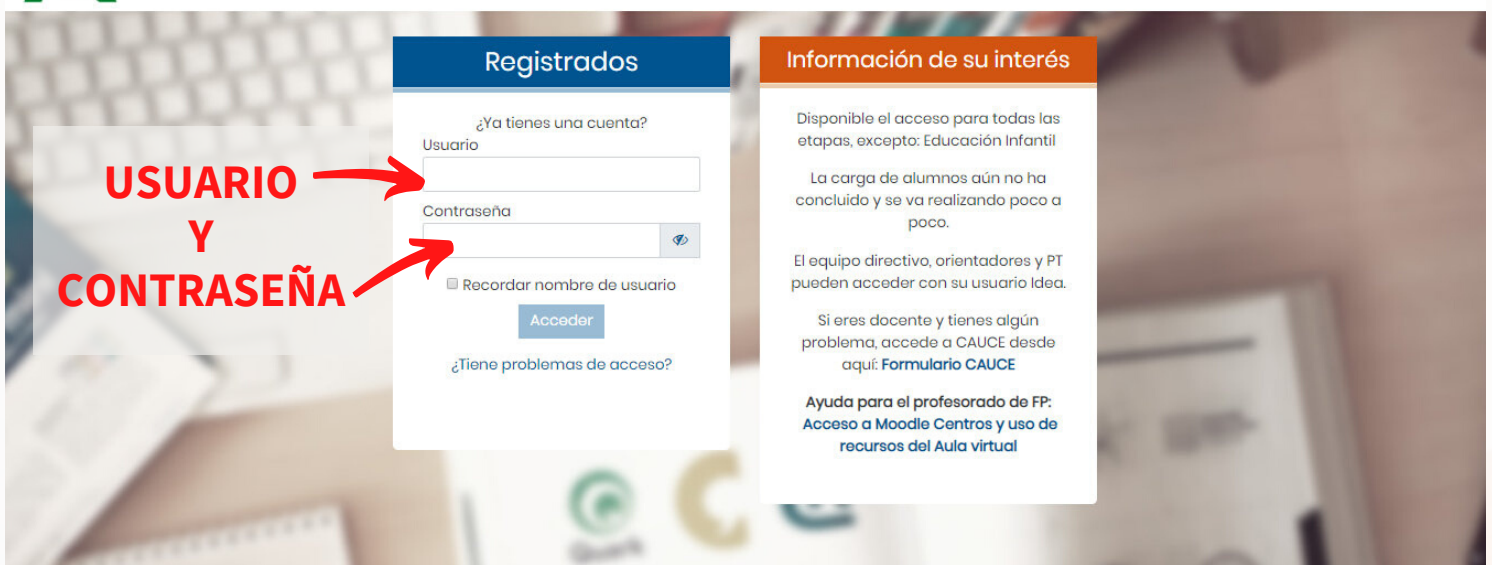 USUARIO
Y
CONTRASEÑA
Registrados
¿Ya tienes una cuenta?
Usuario
Contraseña
Recordar nombre de usuario
Acceder
¿Tiene problemas de acceso?
Información de su interés
Disponible el acceso para todas las
etapas, excepto: Educación Infantil
La carga de alumnos aún no ha
concluido y se va realizando poco a
poco.
El equipo directivo, orientadores y PT
pueden acceder con su usuario Idea.
Si eres docente y tienes algún
problema, accede a CAUCE desde
aquí: Formulario CAUCE
Ayuda para el profesorado de FP:
Acceso a Moodle Centros y uso de
recursos del Aula virtual